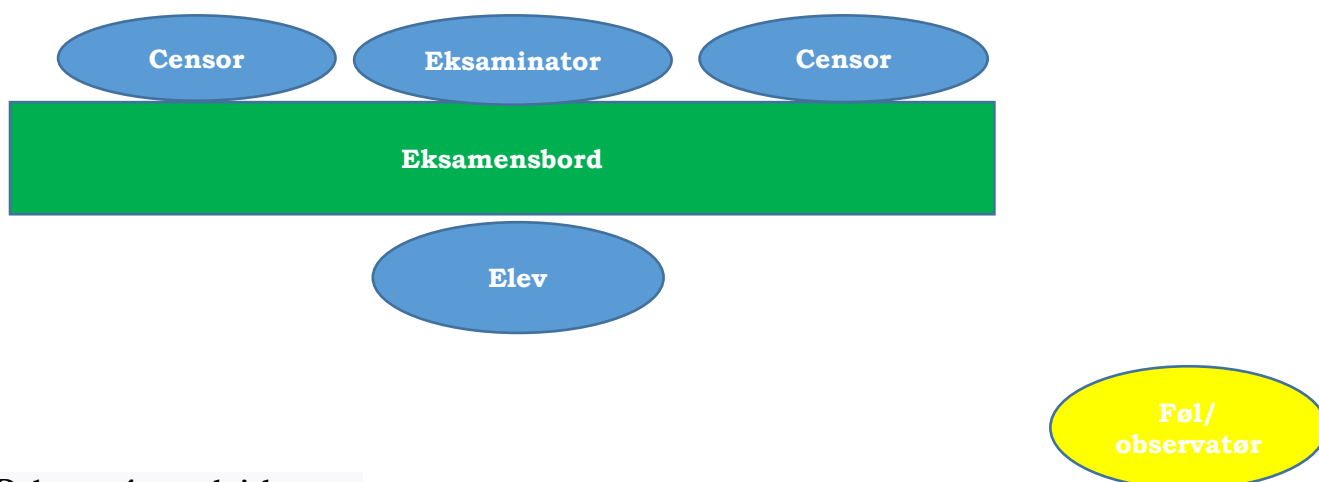 Censor
Eksaminator
Censor
Eksamensbord
Elev
Føl/
observatør